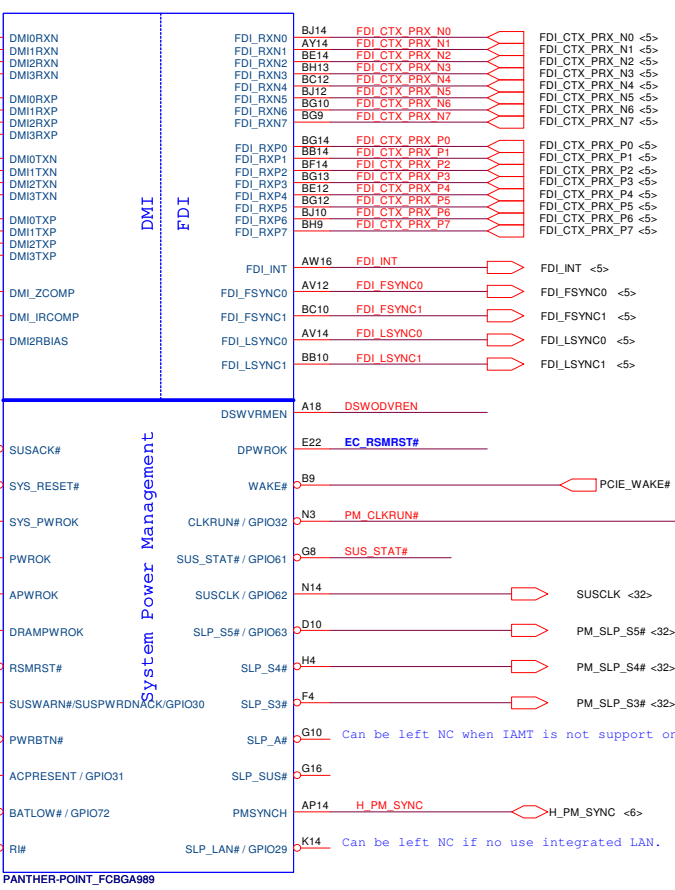 DMI0RXN FDI_RXN0 BJ14 FDI_CTX_PRX_N0 FDI_CTX_PRX_N0 <5>
DMI1RXN FDI_RXN1 AY14 FDI_CTX_PRX_N1 FDI_CTX_PRX_N1 <5>
DMI2RXN FDI_RXN2 BE14 FDI_CTX_PRX_N2 FDI_CTX_PRX_N2 <5>
DMI3RXN FDI_RXN3 BH13 FDI_CTX_PRX_N3 FDI_CTX_PRX_N3 <5>
FDI_RXN4 BC12 FDI_CTX_PRX_N4 FDI_CTX_PRX_N4 <5>
DMI0RXP FDI_RXN5 BJ12 FDI_CTX_PRX_N5 FDI_CTX_PRX_N5 <5>
DMI1RXP FDI_RXN6 BG10 FDI_CTX_PRX_N6 FDI_CTX_PRX_N6 <5>
DMI2RXP FDI_RXN7 BG9 FDI_CTX_PRX_N7 FDI_CTX_PRX_N7 <5>
DMI3RXP
FDI_RXP0 BG14 FDI_CTX_PRX_P0 FDI_CTX_PRX_P0 <5>
DMI0TXN FDI_RXP1 BB14 FDI_CTX_PRX_P1 FDI_CTX_PRX_P1 <5>
DMI1TXN FDI_RXP2 BF14 FDI_CTX_PRX_P2 FDI_CTX_PRX_P2 <5>
DMI2TXN FDI_RXP3 BG13 FDI_CTX_PRX_P3 FDI_CTX_PRX_P3 <5>
DMI3TXN FDI_RXP4 BE12 FDI_CTX_PRX_P4 FDI_CTX_PRX_P4 <5>
FDI_RXP5 BG12 FDI_CTX_PRX_P5 FDI_CTX_PRX_P5 <5>
DMI0TXP FDI_RXP6 BJ10 FDI_CTX_PRX_P6 FDI_CTX_PRX_P6 <5>
DMI1TXP FDI_RXP7 BH9 FDI_CTX_PRX_P7 FDI_CTX_PRX_P7 <5>
DMI2TXP
DMI3TXP
DMI
FDI
FDI_INT AW16 FDI_INT FDI_INT <5>
DMI_ZCOMP FDI_FSYNC0 AV12 FDI_FSYNC0 FDI_FSYNC0 <5>
DMI_IRCOMP FDI_FSYNC1 BC10 FDI_FSYNC1 FDI_FSYNC1 <5>
DMI2RBIAS FDI_LSYNC0 AV14 FDI_LSYNC0 FDI_LSYNC0 <5>
FDI_LSYNC1 BB10 FDI_LSYNC1 FDI_LSYNC1 <5>
DSWVRMEN A18 DSWODVREN
SUSACK# DPWROK E22 EC_RSMRST#
SYS_RESET# WAKE# B9 PCIE_WAKE#
SYS_PWROK CLKRUN# / GPIO32 N3 PM_CLKRUN#
PWROK SUS_STAT# / GPIO61 G8 SUS_STAT#
APWROK SUSCLK / GPIO62 N14 SUSCLK <32>
DRAMPWROK SLP_S5# / GPIO63 D10 PM_SLP_S5# <32>
RSMRST# SLP_S4# H4 PM_SLP_S4# <32>
SUSWARN#/SUSPWRDNACK/GPIO30 SLP_S3# F4 PM_SLP_S3# <32>
PWRBTN# SLP_A# G10 Can be left NC when IAMT is not support on
ACPRESENT / GPIO31 SLP_SUS# G16
BATLOW# / GPIO72 PMSYNCH AP14 H_PM_SYNC H_PM_SYNC <6>
RI# SLP_LAN# / GPIO29 K14 Can be left NC if no use integrated LAN.
System Power Management
PANTHER-POINT_FCBGA989